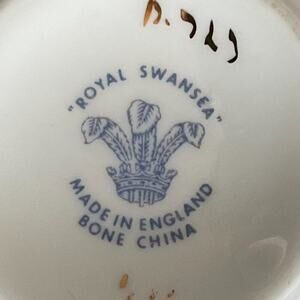 "ROYAL SWANSEA"
MADE IN ENGLAND
BONE CHINA